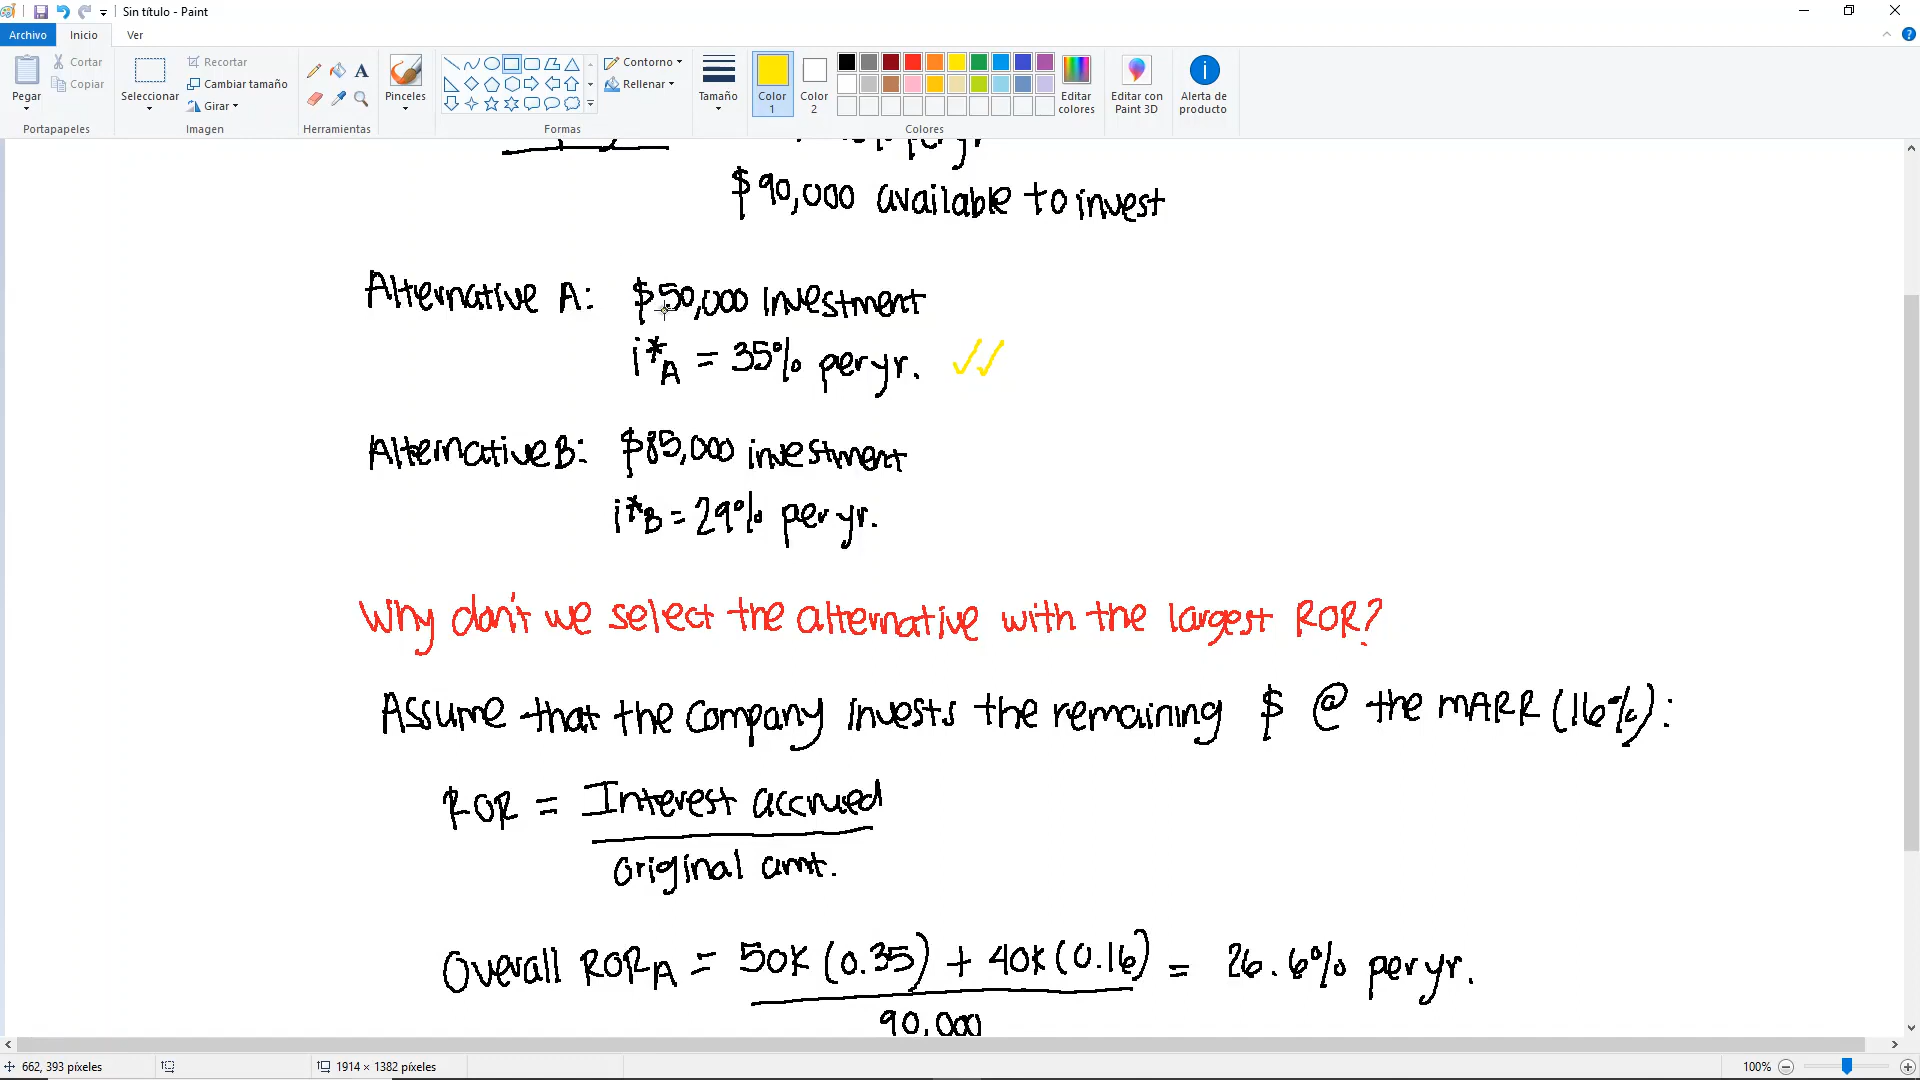 Sin título - Paint
Archivo Inicio Ver
Pegar Cortar Copiar Portapapeles
Seleccionar Recortar Cambiar tamaño Girar Imagen
Herramientas
Pinceles
Contorno Rellenar Formas
Tamaño
Color 1 Color 2 Editar colores Colores
Editar con Paint 3D
Alerta de producto
$90,000 available to invest
Alternative A: $50,000 investment
i*A = 35% per yr. ✓✓
Alternative B: $85,000 investment
i*B = 29% per yr.
Why don't we select the alternative with the largest ROR?
Assume that the company invests the remaining $ @ the MARR (16%):
ROR = Interest accrued
original amt.
Overall RORA = 50K (0.35) + 40K (0.16) = 26.6% per yr.
90,000
662, 393 píxeles 1914 × 1382 píxeles 100%